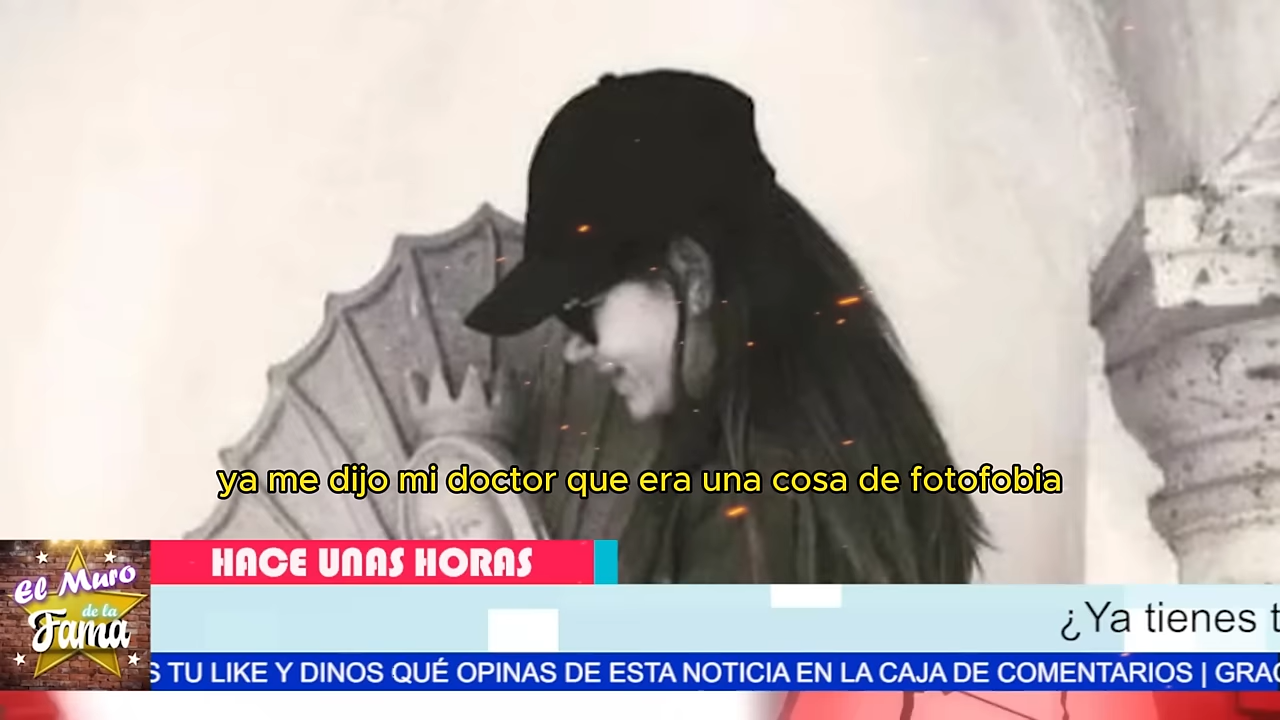 ya me dijo mi doctor que era una cosa de fotofobia
HACE UNAS HORAS
El Muro
de la
Fama
¿Ya tienes t
S TU LIKE Y DINOS QUÉ OPINAS DE ESTA NOTICIA EN LA CAJA DE COMENTARIOS | GRAC